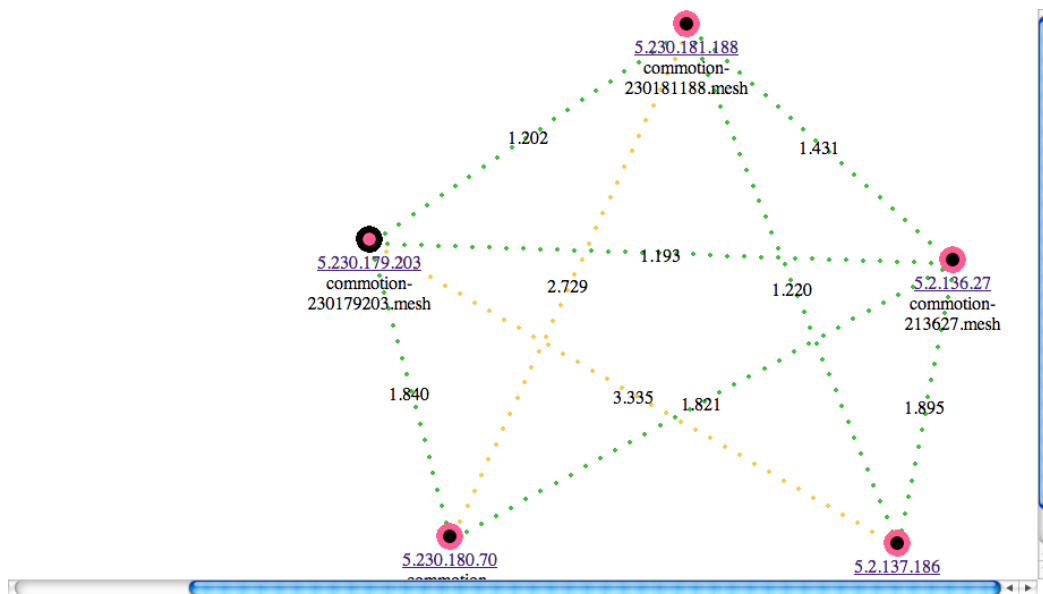 5.230.181.188
commotion-
230181188.mesh
1.202
1.431
5.230.179.203
commotion-
230179203.mesh
1.193
5.2.136.27
commotion-
213627.mesh
2.729
1.220
1.840
3.335
1.821
1.895
5.230.180.70
commotion-
5.2.137.186